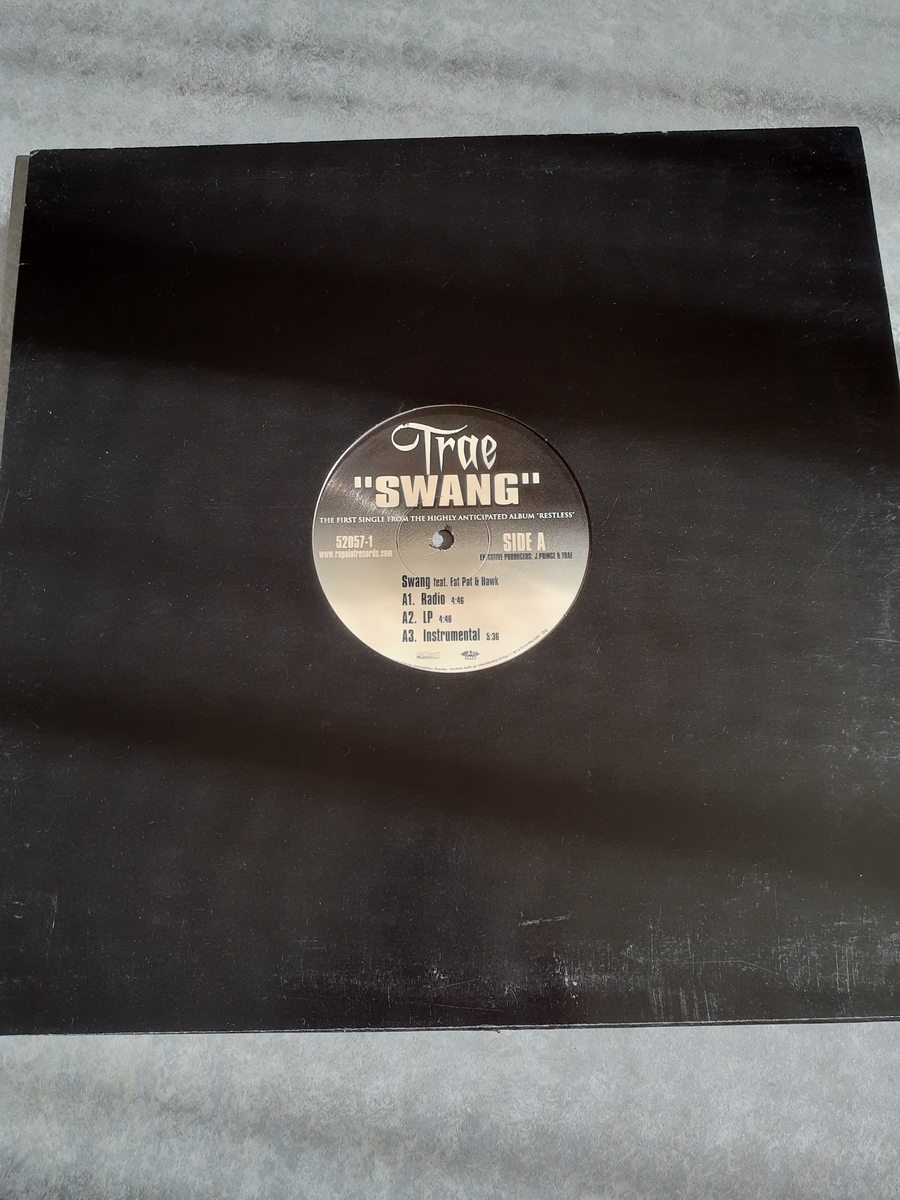 Trae
"SWANG"
THE FIRST SINGLE FROM THE HIGHLY ANTICIPATED ALBUM "RESTLESS"
52057-1
www.rapalotrecords.com
SIDE A
EXECUTIVE PRODUCERS: J. PRINCE & TRAE
Swang feat. Fat Pat & Hawk
A1. Radio 4:46
A2. LP 4:46
A3. Instrumental 5:36